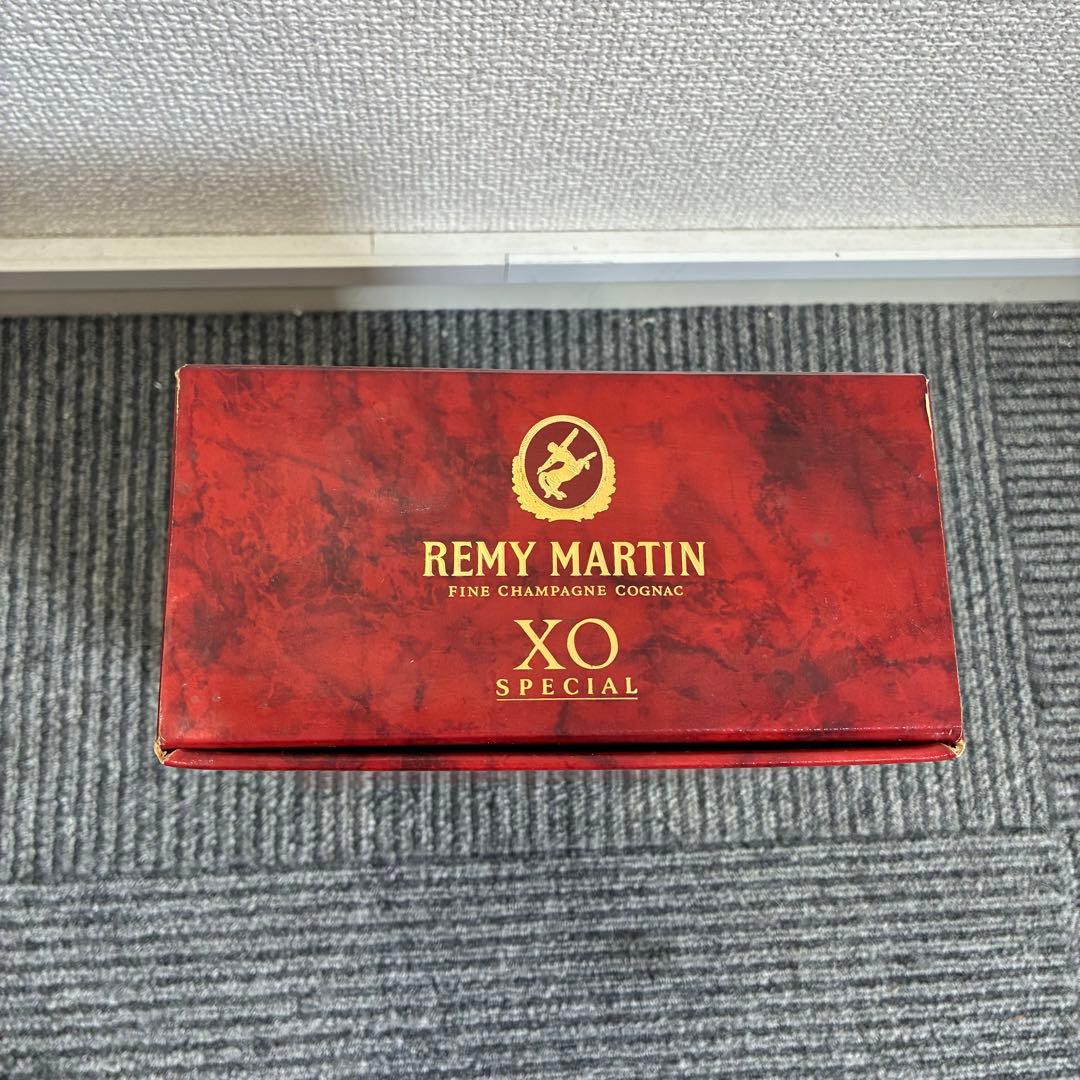 REMY MARTIN
FINE CHAMPAGNE COGNAC
XO
SPECIAL